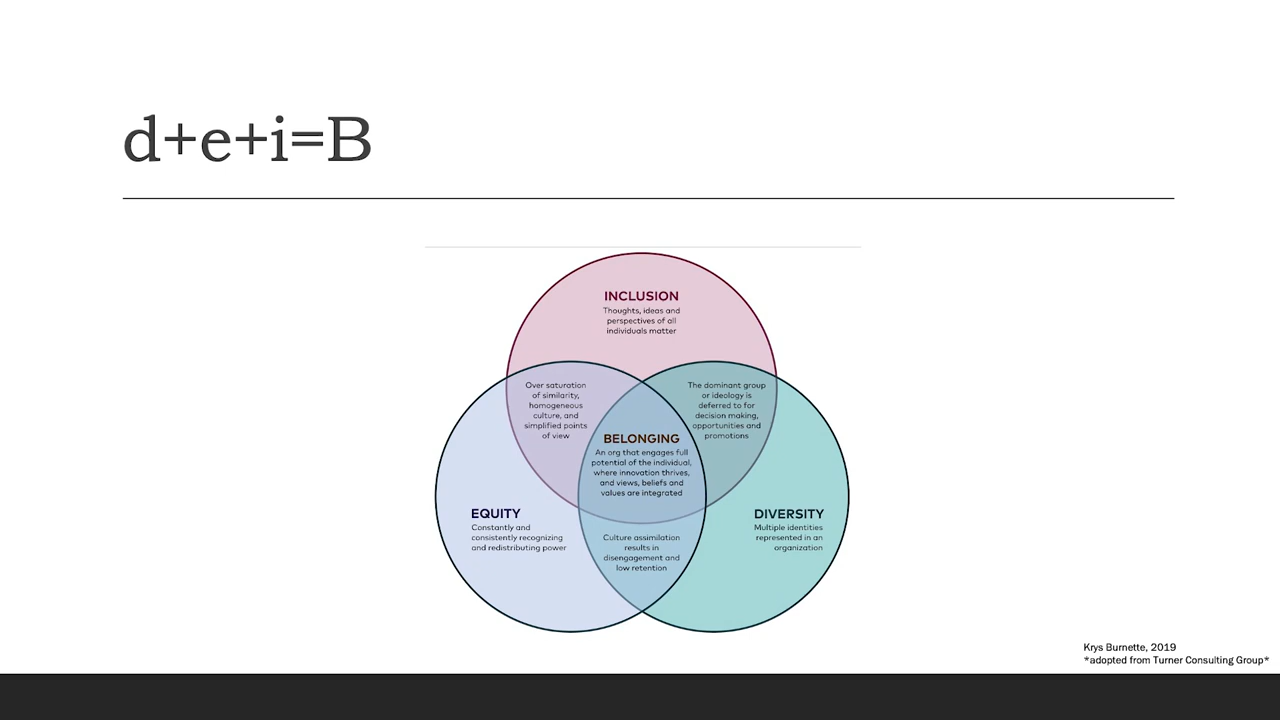 d+e+i=B
INCLUSION
Thoughts, ideas and
perspectives of all
individuals matter
Over saturation
of similarity,
homogeneous
culture, and
simplified points
of view
The dominant group
or ideology is
deferred to for
decision making,
opportunities and
promotions
BELONGING
An org that engages full
potential of the individual,
where innovation thrives,
and views, beliefs and
values are integrated
EQUITY
Constantly and
consistently recognizing
and redistributing power
DIVERSITY
Multiple identities
represented in an
organization
Culture assimilation
results in
disengagement and
low retention
Krys Burnette, 2019
*adopted from Turner Consulting Group*